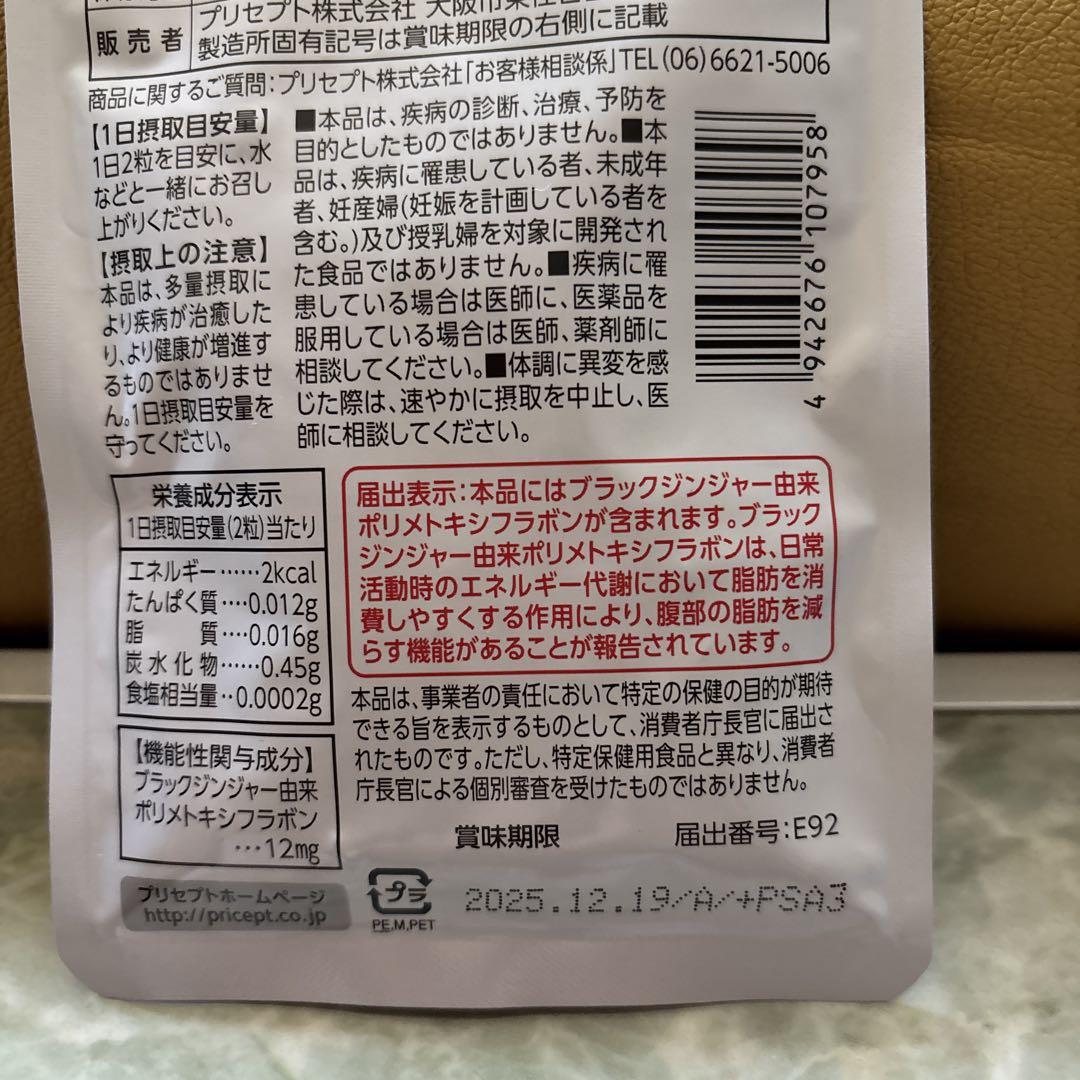 プリセプト株式会社 大阪市東住吉
販売者
製造所固有記号は賞味期限の右側に記載
商品に関するご質問:プリセプト株式会社「お客様相談係」TEL(06)6621-5006
【1日摂取目安量】
1日2粒を目安に、水
などと一緒にお召し
上がりください。
【摂取上の注意】
本品は、多量摂取に
より疾病が治癒した
り、より健康が増進す
るものではありませ
ん。1日摂取目安量を
守ってください。
■本品は、疾病の診断、治療、予防を
目的としたものではありません。■本
品は、疾病に罹患している者、未成年
者、妊産婦(妊娠を計画している者を
含む。)及び授乳婦を対象に開発され
た食品ではありません。■疾病に罹
患している場合は医師に、医薬品を
服用している場合は医師、薬剤師に
相談してください。■体調に異変を感
じた際は、速やかに摂取を中止し、医
師に相談してください。
4 942676 107958
栄養成分表示
1日摂取目安量(2粒)当たり
エネルギー……2kcal
たんぱく質‥‥0.012g
脂 質‥‥0.016g
炭水化物……0.45g
食塩相当量‥0.0002g
【機能性関与成分】
ブラックジンジャー由来
ポリメトキシフラボン
…12mg
届出表示:本品にはブラックジンジャー由来
ポリメトキシフラボンが含まれます。ブラック
ジンジャー由来ポリメトキシフラボンは、日常
活動時のエネルギー代謝において脂肪を消
費しやすくする作用により、腹部の脂肪を減
らす機能があることが報告されています。
本品は、事業者の責任において特定の保健の目的が期待
できる旨を表示するものとして、消費者庁長官に届出さ
れたものです。ただし、特定保健用食品と異なり、消費者
庁長官による個別審査を受けたものではありません。
賞味期限
届出番号:E92
プリセプトホームページ
http://pricept.co.jp
プラ
PE,M,PET
2025.12.19/A/+PSA3